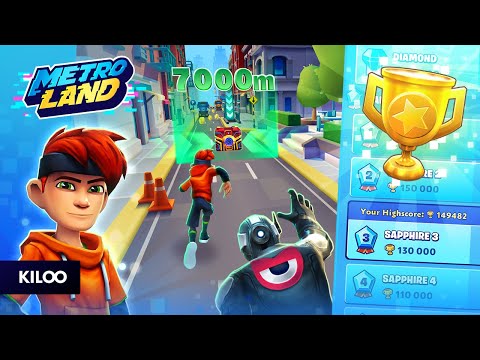 METRO
LAND
7000m
DIAMOND
2
150 000
Your Highscore: 149482
3
SAPPHIRE 3
130 000
4
SAPPHIRE 4
110 000
KILOO